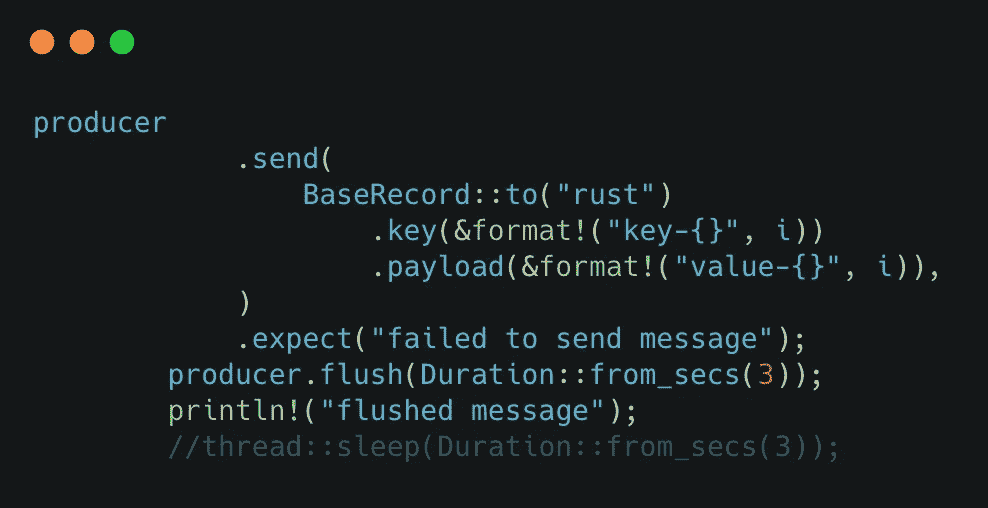 producer
.send(
BaseRecord::to("rust")
.key(&format!("key-{}", i))
.payload(&format!("value-{}", i)),
)
.expect("failed to send message");
producer.flush(Duration::from_secs(3));
println!("flushed message");
//thread::sleep(Duration::from_secs(3));